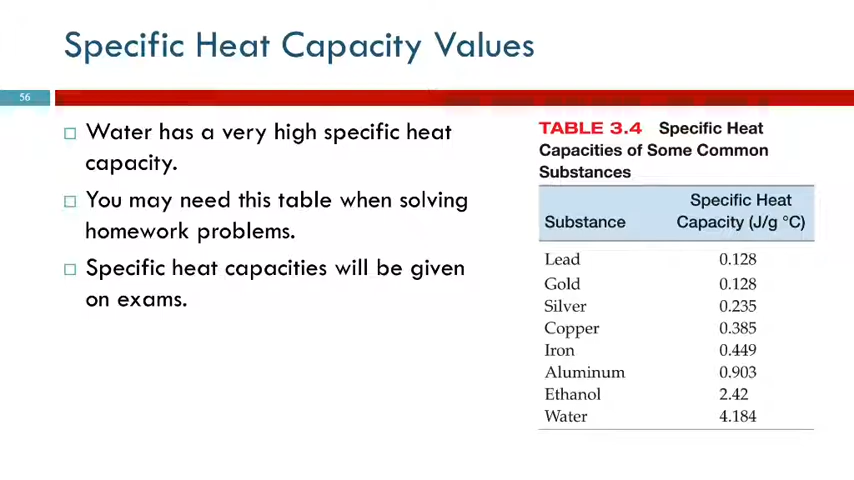 Specific Heat Capacity Values
56
Water has a very high specific heat
capacity.
You may need this table when solving
homework problems.
Specific heat capacities will be given
on exams.
TABLE 3.4 Specific Heat
Capacities of Some Common
Substances
Specific Heat
Substance Capacity (J/g °C)
Lead 0.128
Gold 0.128
Silver 0.235
Copper 0.385
Iron 0.449
Aluminum 0.903
Ethanol 2.42
Water 4.184